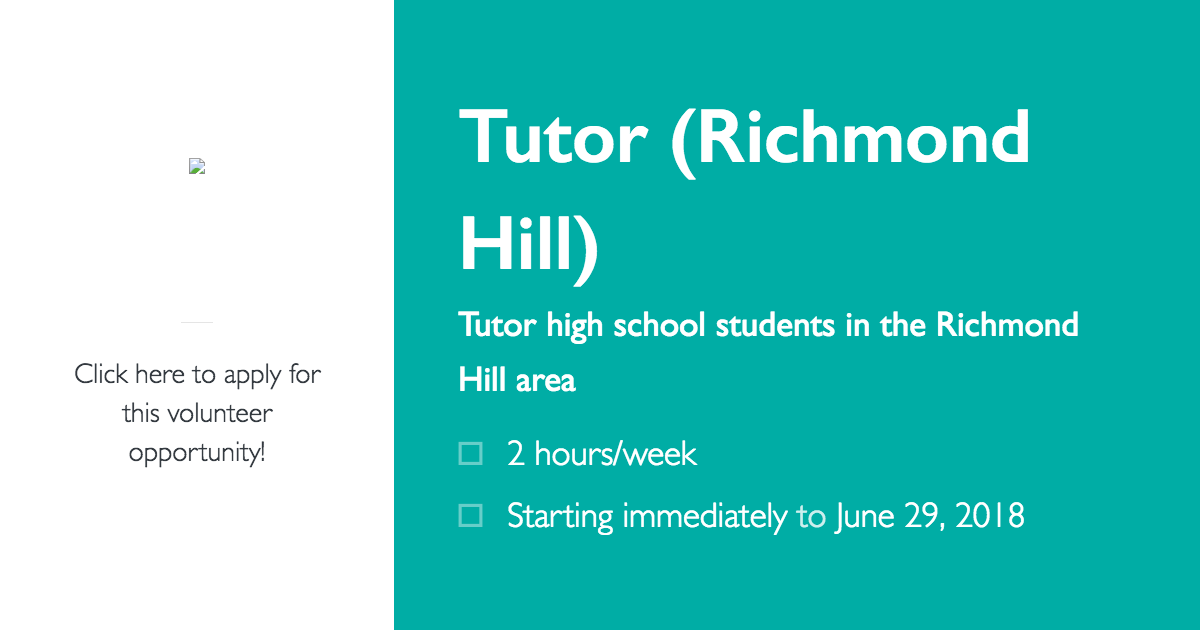 Click here to apply for
this volunteer
opportunity!
Tutor (Richmond
Hill)
Tutor high school students in the Richmond
Hill area
2 hours/week
Starting immediately to June 29, 2018